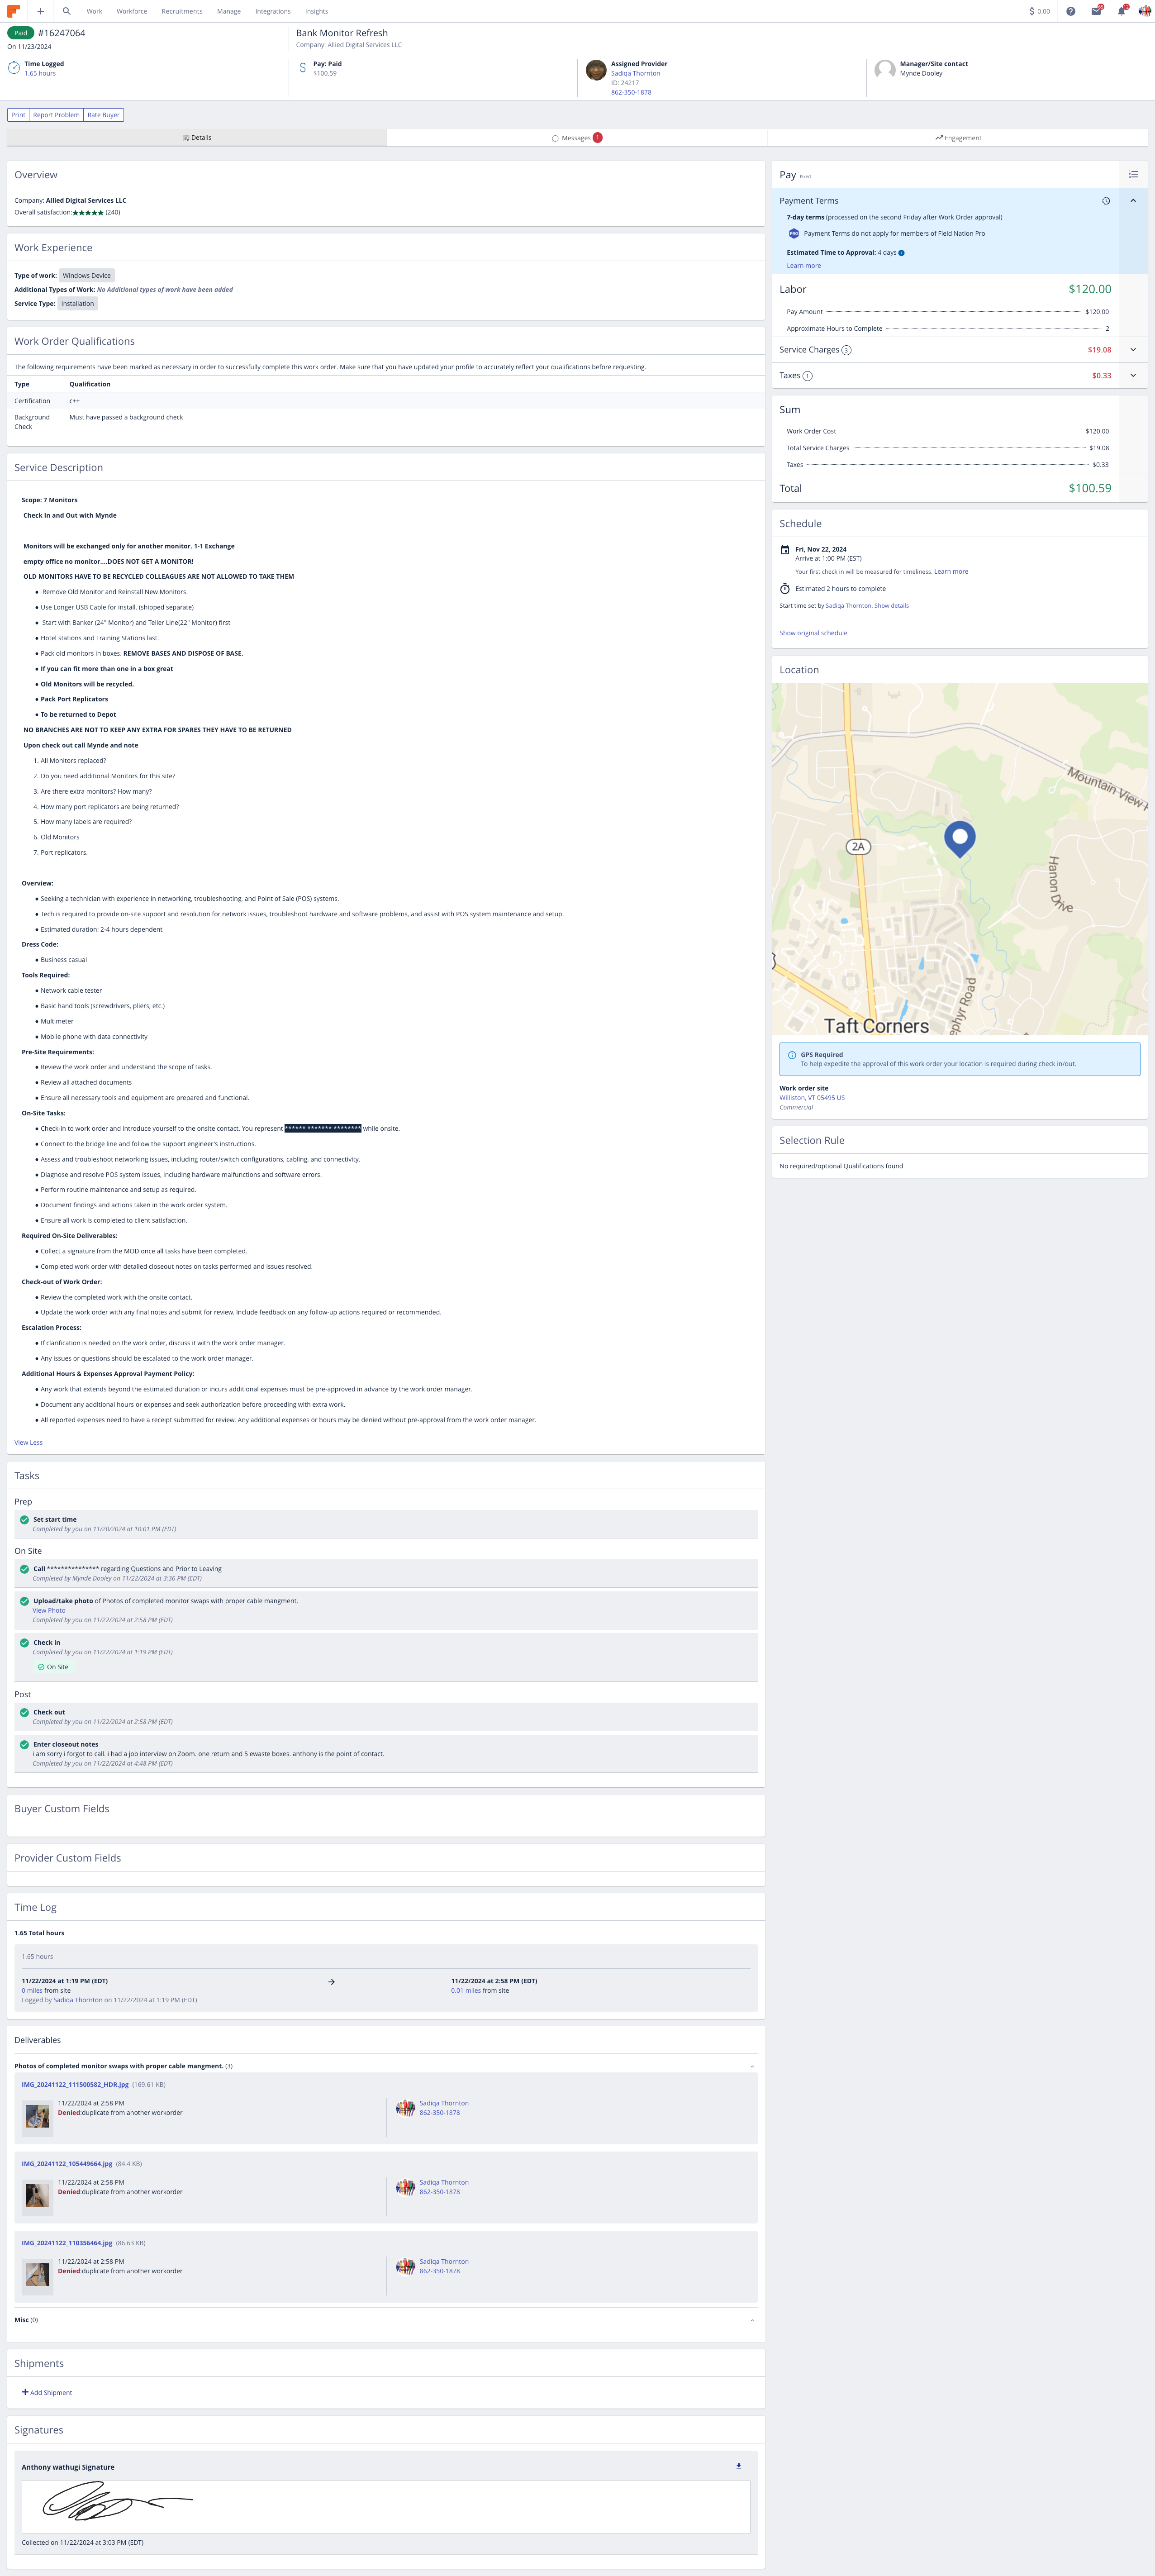 Work Workforce Recruitments Manage Integrations Insights
0.00
Paid #16247064
On 11/23/2024
Bank Monitor Refresh
Company: Allied Digital Services LLC
Time Logged
1.65 hours
Pay: Paid
$100.59
Assigned Provider
Sadiqa Thornton
ID: 24217
862-350-1878
Manager/Site contact
Mynde Dooley
Print Report Problem Rate Buyer
Details
Messages 1
Engagement
Overview
Company: Allied Digital Services LLC
Overall satisfaction: (240)
Work Experience
Type of work: Windows Device
Additional Types of Work: No Additional types of work have been added
Service Type: Installation
Work Order Qualifications
The following requirements have been marked as necessary in order to successfully complete this work order. Make sure that you have updated your profile to accurately reflect your qualifications before requesting.
Type Qualification
Certification c++
Background Check Must have passed a background check
Service Description
Scope: 7 Monitors
Check In and Out with Mynde
Monitors will be exchanged only for another monitor. 1-1 Exchange
empty office no monitor....DOES NOT GET A MONITOR!
OLD MONITORS HAVE TO BE RECYCLED COLLEAGUES ARE NOT ALLOWED TO TAKE THEM
● Remove Old Monitor and Reinstall New Monitors.
● Use Longer USB Cable for install. (shipped separate)
● Start with Banker (24" Monitor) and Teller Line(22" Monitor) first
● Hotel stations and Training Stations last.
● Pack old monitors in boxes. REMOVE BASES AND DISPOSE OF BASE.
● If you can fit more than one in a box great
● Old Monitors will be recycled.
● Pack Port Replicators
● To be returned to Depot
NO BRANCHES ARE NOT TO KEEP ANY EXTRA FOR SPARES THEY HAVE TO BE RETURNED
Upon check out call Mynde and note
1. All Monitors replaced?
2. Do you need additional Monitors for this site?
3. Are there extra monitors? How many?
4. How many port replicators are being returned?
5. How many labels are required?
6. Old Monitors
7. Port replicators.
Overview:
● Seeking a technician with experience in networking, troubleshooting, and Point of Sale (POS) systems.
● Tech is required to provide on-site support and resolution for network issues, troubleshoot hardware and software problems, and assist with POS system maintenance and setup.
● Estimated duration: 2-4 hours dependent
Dress Code:
● Business casual
Tools Required:
● Network cable tester
● Basic hand tools (screwdrivers, pliers, etc.)
● Multimeter
● Mobile phone with data connectivity
Pre-Site Requirements:
● Review the work order and understand the scope of tasks.
● Review all attached documents
● Ensure all necessary tools and equipment are prepared and functional.
On-Site Tasks:
● Check-in to work order and introduce yourself to the onsite contact. You represent ****** ******* ******** while onsite.
● Connect to the bridge line and follow the support engineer's instructions.
● Assess and troubleshoot networking issues, including router/switch configurations, cabling, and connectivity.
● Diagnose and resolve POS system issues, including hardware malfunctions and software errors.
● Perform routine maintenance and setup as required.
● Document findings and actions taken in the work order system.
● Ensure all work is completed to client satisfaction.
Required On-Site Deliverables:
● Collect a signature from the MOD once all tasks have been completed.
● Completed work order with detailed closeout notes on tasks performed and issues resolved.
Check-out of Work Order:
● Review the completed work with the onsite contact.
● Update the work order with any final notes and submit for review. Include feedback on any follow-up actions required or recommended.
Escalation Process:
● If clarification is needed on the work order, discuss it with the work order manager.
● Any issues or questions should be escalated to the work order manager.
Additional Hours & Expenses Approval Payment Policy:
● Any work that extends beyond the estimated duration or incurs additional expenses must be pre-approved in advance by the work order manager.
● Document any additional hours or expenses and seek authorization before proceeding with extra work.
● All reported expenses need to have a receipt submitted for review. Any additional expenses or hours may be denied without pre-approval from the work order manager.
View Less
Tasks
Prep
Set start time
Completed by you on 11/20/2024 at 10:01 PM (EDT)
On Site
Call *************** regarding Questions and Prior to Leaving
Completed by Mynde Dooley on 11/22/2024 at 3:36 PM (EDT)
Upload/take photo of Photos of completed monitor swaps with proper cable mangment.
View Photo
Completed by you on 11/22/2024 at 2:58 PM (EDT)
Check in
Completed by you on 11/22/2024 at 1:19 PM (EDT)
On Site
Post
Check out
Completed by you on 11/22/2024 at 2:58 PM (EDT)
Enter closeout notes
i am sorry i forgot to call. i had a job interview on Zoom. one return and 5 ewaste boxes. anthony is the point of contact.
Completed by you on 11/22/2024 at 4:48 PM (EDT)
Buyer Custom Fields
Provider Custom Fields
Time Log
1.65 Total hours
1.65 hours
11/22/2024 at 1:19 PM (EDT)
0 miles from site
Logged by Sadiqa Thornton on 11/22/2024 at 1:19 PM (EDT)
11/22/2024 at 2:58 PM (EDT)
0.01 miles from site
Deliverables
Photos of completed monitor swaps with proper cable mangment. (3)
IMG_20241122_111500582_HDR.jpg (169.61 KB)
11/22/2024 at 2:58 PM
Denied:duplicate from another workorder
Sadiqa Thornton
862-350-1878
IMG_20241122_105449664.jpg (84.4 KB)
11/22/2024 at 2:58 PM
Denied:duplicate from another workorder
Sadiqa Thornton
862-350-1878
IMG_20241122_110356464.jpg (86.63 KB)
11/22/2024 at 2:58 PM
Denied:duplicate from another workorder
Sadiqa Thornton
862-350-1878
Misc (0)
Shipments
Add Shipment
Signatures
Anthony wathugi Signature
Collected on 11/22/2024 at 3:03 PM (EDT)
Pay Fixed
Payment Terms
7-day terms (processed on the second Friday after Work Order approval)
PRO Payment Terms do not apply for members of Field Nation Pro
Estimated Time to Approval: 4 days
Learn more
Labor $120.00
Pay Amount $120.00
Approximate Hours to Complete 2
Service Charges 3 $19.08
Taxes 1 $0.33
Sum
Work Order Cost $120.00
Total Service Charges $19.08
Taxes $0.33
Total $100.59
Schedule
Fri, Nov 22, 2024
Arrive at 1:00 PM (EST)
Your first check in will be measured for timeliness. Learn more
Estimated 2 hours to complete
Start time set by Sadiqa Thornton. Show details
Show original schedule
Location
Mountain View
2A
Hanon Drive
ephyr Road
Taft Corners
GPS Required
To help expedite the approval of this work order your location is required during check in/out.
Work order site
Williston, VT 05495 US
Commercial
Selection Rule
No required/optional Qualifications found